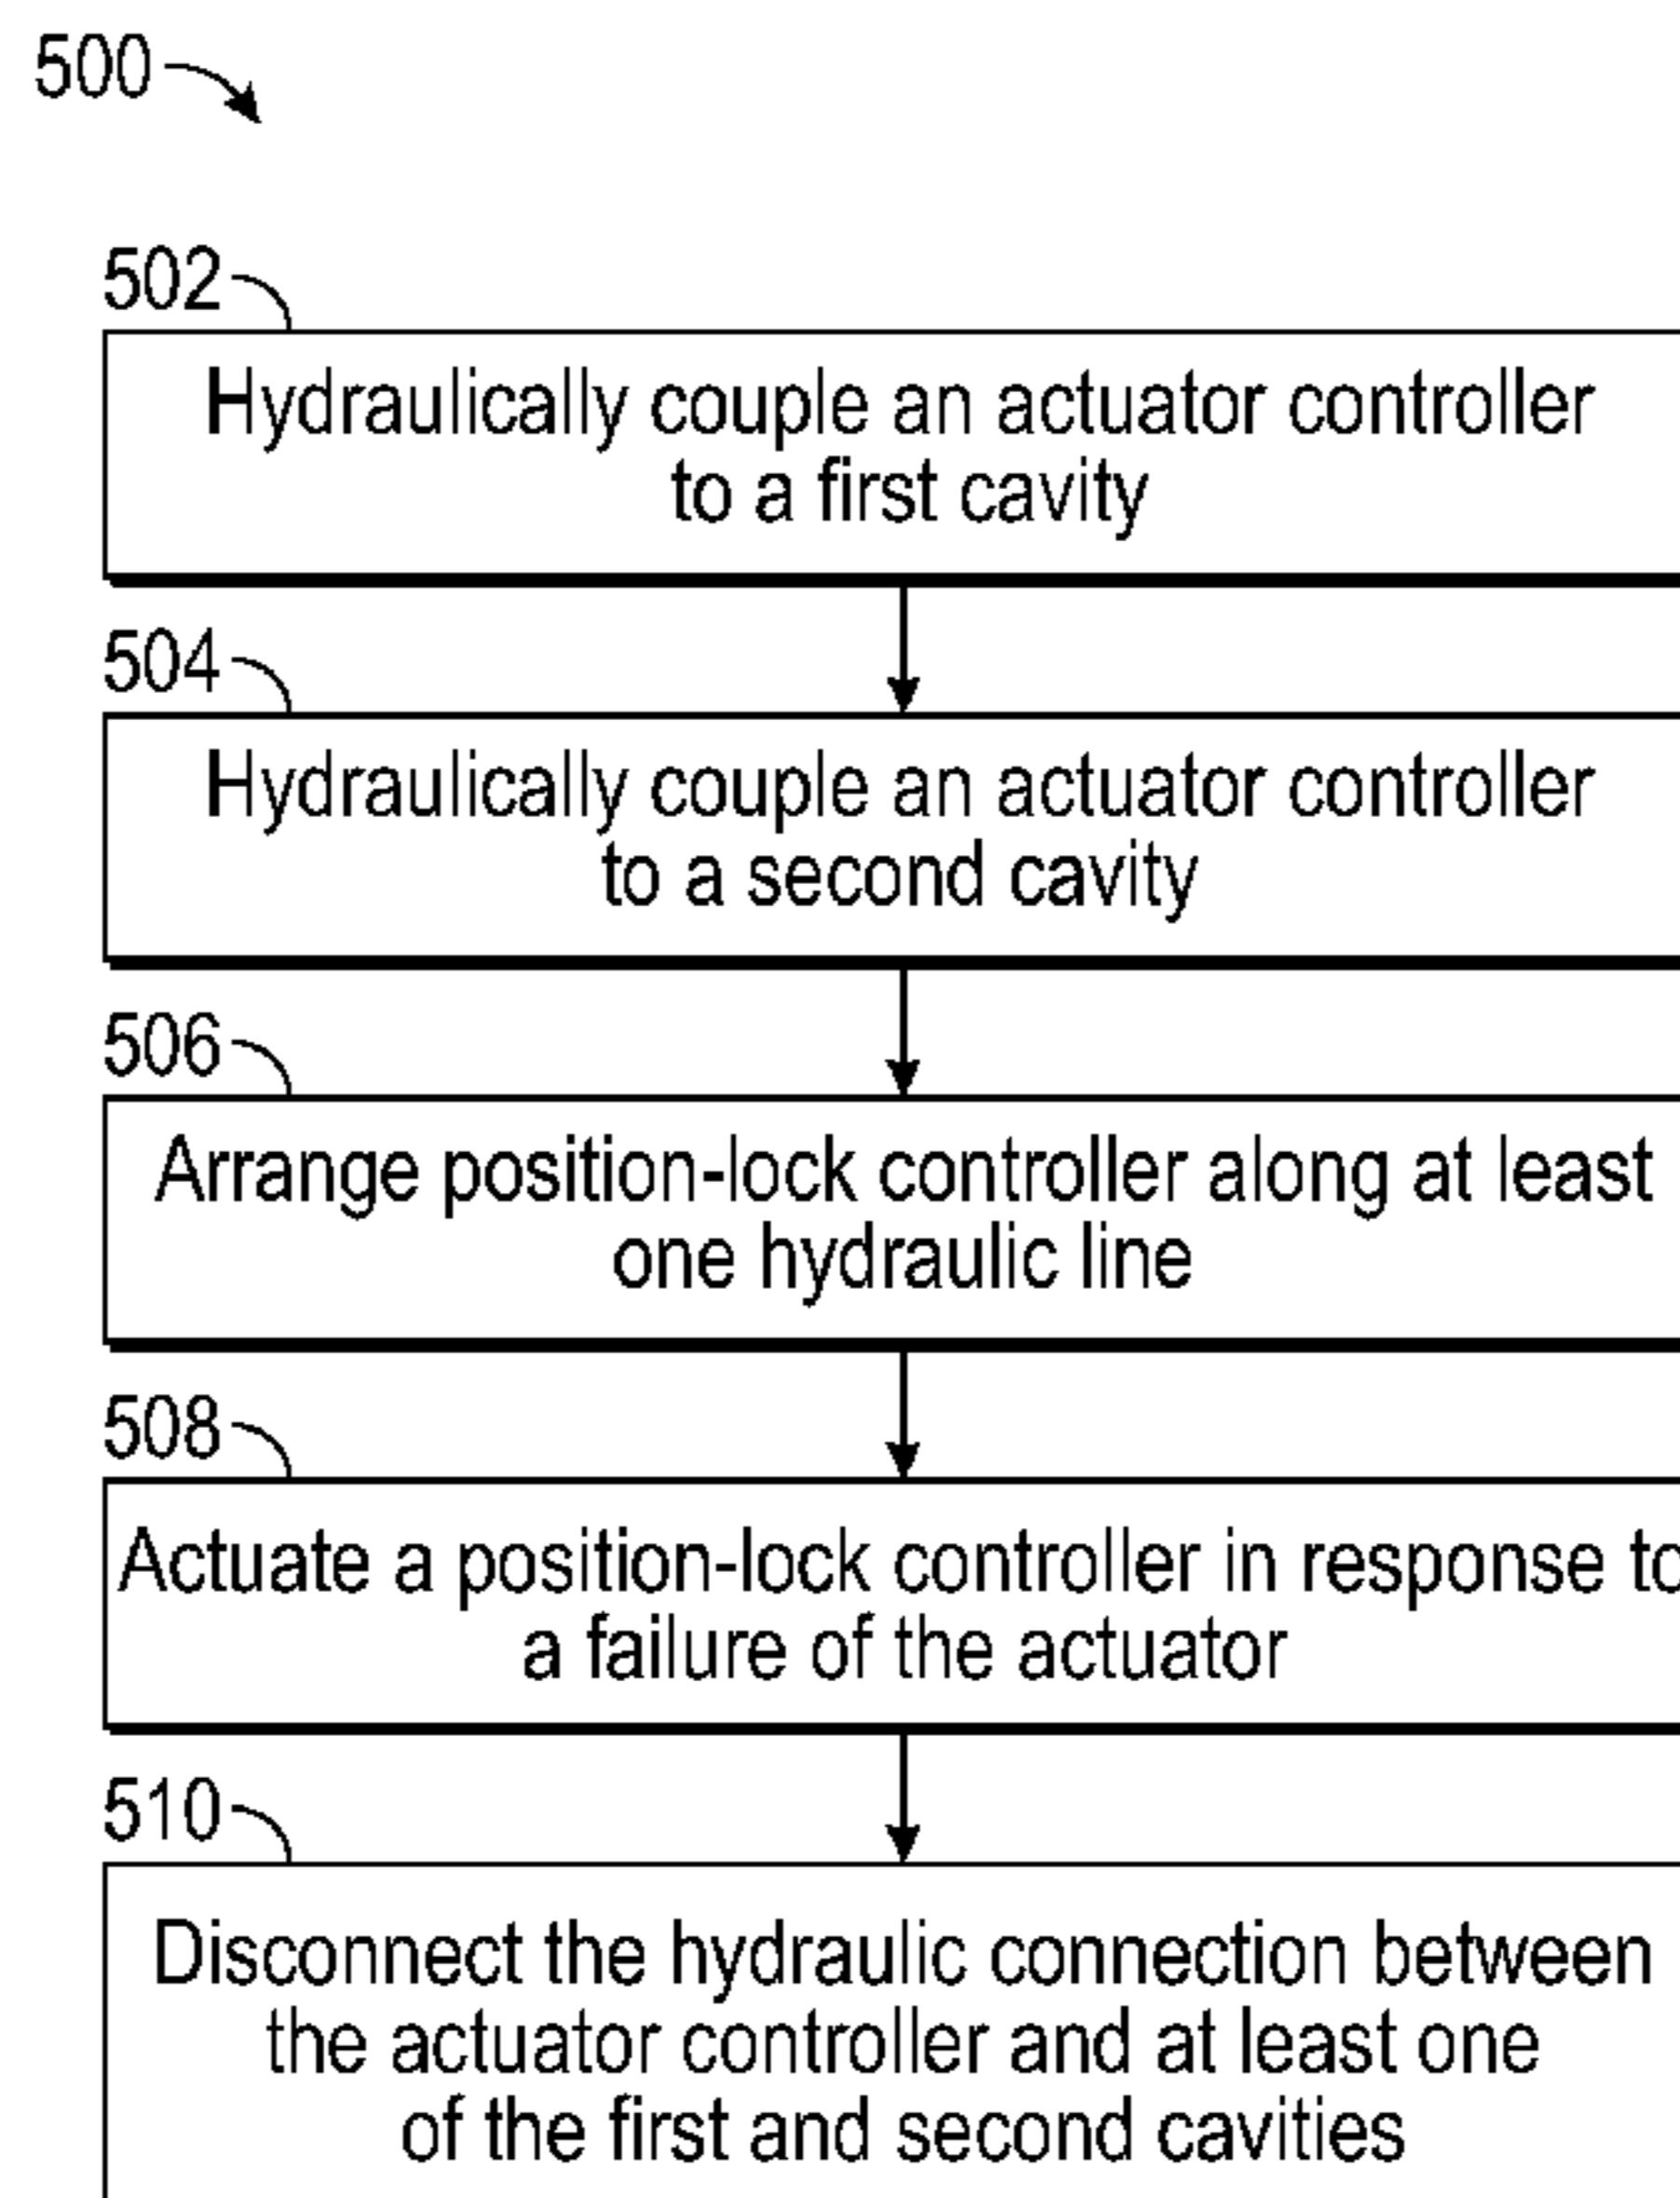 500
502
Hydraulically couple an actuator controller
to a first cavity
504
Hydraulically couple an actuator controller
to a second cavity
506
Arrange position-lock controller along at least
one hydraulic line
508
Actuate a position-lock controller in response to
a failure of the actuator
510
Disconnect the hydraulic connection between
the actuator controller and at least one
of the first and second cavities